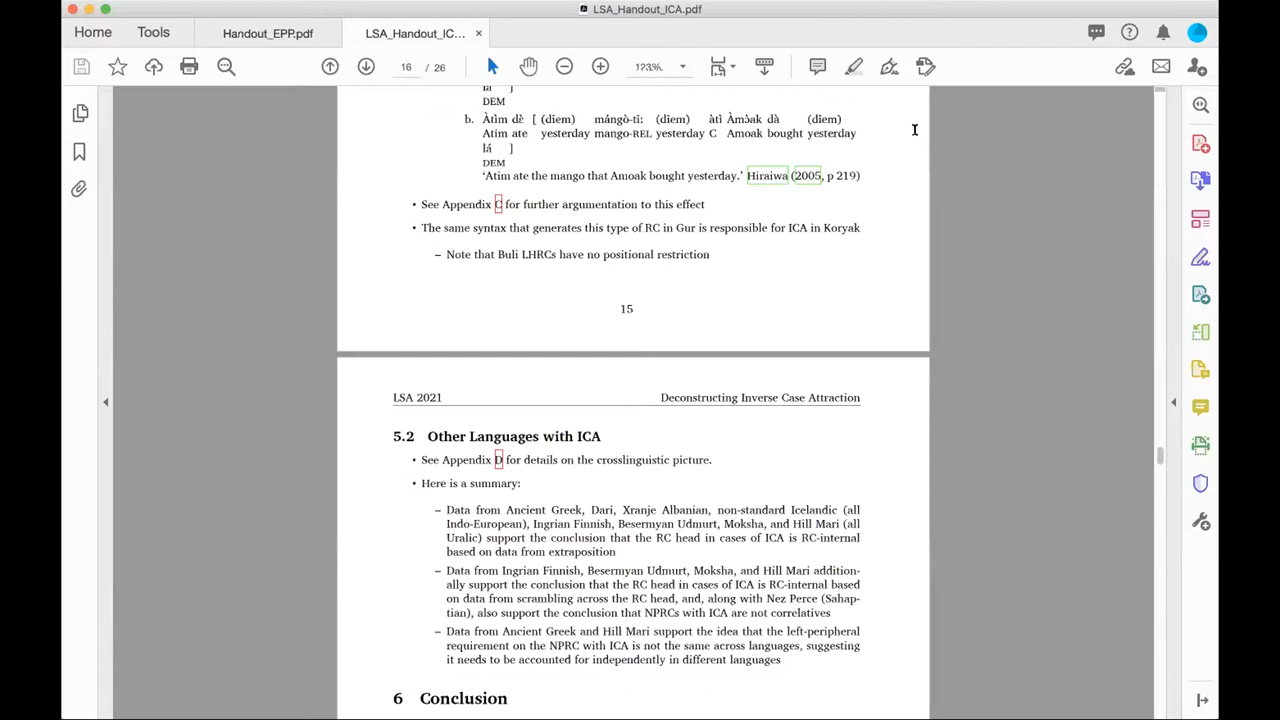 LSA_Handout_ICA.pdf
Home Tools Handout_EPP.pdf LSA_Handout_IC... ×
16 / 26 123%
lá ]
DEM
b. Àtìm dè [ (dìem) mángò-tì: (dìem) àtì Àmɔ̀ak dà (dìem)
Atim ate yesterday mango-REL yesterday C Amoak bought yesterday
lá ]
DEM
‘Atim ate the mango that Amoak bought yesterday.’ Hiraiwa (2005, p 219)
• See Appendix C for further argumentation to this effect
• The same syntax that generates this type of RC in Gur is responsible for ICA in Koryak
– Note that Buli LHRCs have no positional restriction
15
LSA 2021 Deconstructing Inverse Case Attraction
5.2 Other Languages with ICA
• See Appendix D for details on the crosslinguistic picture.
• Here is a summary:
– Data from Ancient Greek, Dari, Xranje Albanian, non-standard Icelandic (all
Indo-European), Ingrian Finnish, Besermyan Udmurt, Moksha, and Hill Mari (all
Uralic) support the conclusion that the RC head in cases of ICA is RC-internal
based on data from extraposition
– Data from Ingrian Finnish, Besermyan Udmurt, Moksha, and Hill Mari addition-
ally support the conclusion that the RC head in cases of ICA is RC-internal based
on data from scrambling across the RC head, and, along with Nez Perce (Sahap-
tian), also support the conclusion that NPRCs with ICA are not correlatives
– Data from Ancient Greek and Hill Mari support the idea that the left-peripheral
requirement on the NPRC with ICA is not the same across languages, suggesting
it needs to be accounted for independently in different languages
6 Conclusion